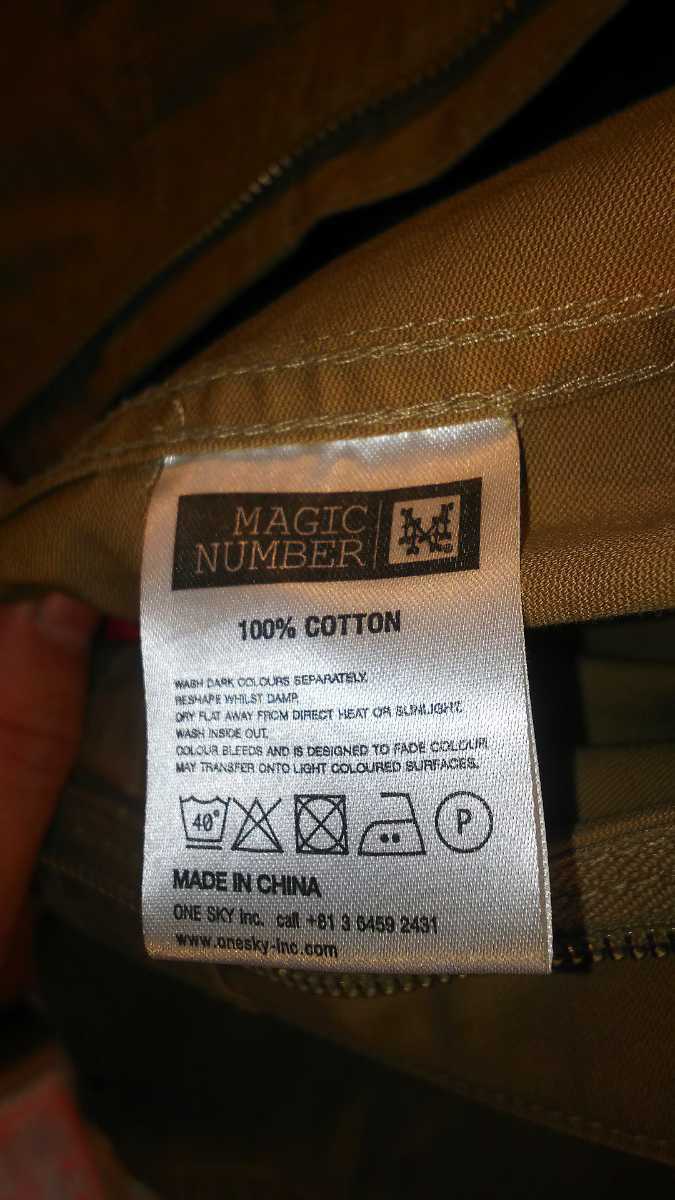 MAGIC
NUMBER
M
100% COTTON
WASH DARK COLOURS SEPARATELY.
RESHAPE WHILST DAMP.
DRY FLAT AWAY FROM DIRECT HEAT OR SUNLIGHT.
WASH INSIDE OUT.
COLOUR BLEEDS AND IS DESIGNED TO FADE COLOUR
MAY TRANSFER ONTO LIGHT COLOURED SURFACES.
40° P
MADE IN CHINA
ONE SKY Inc. call +81 3 6459 2431
www.onesky-inc.com